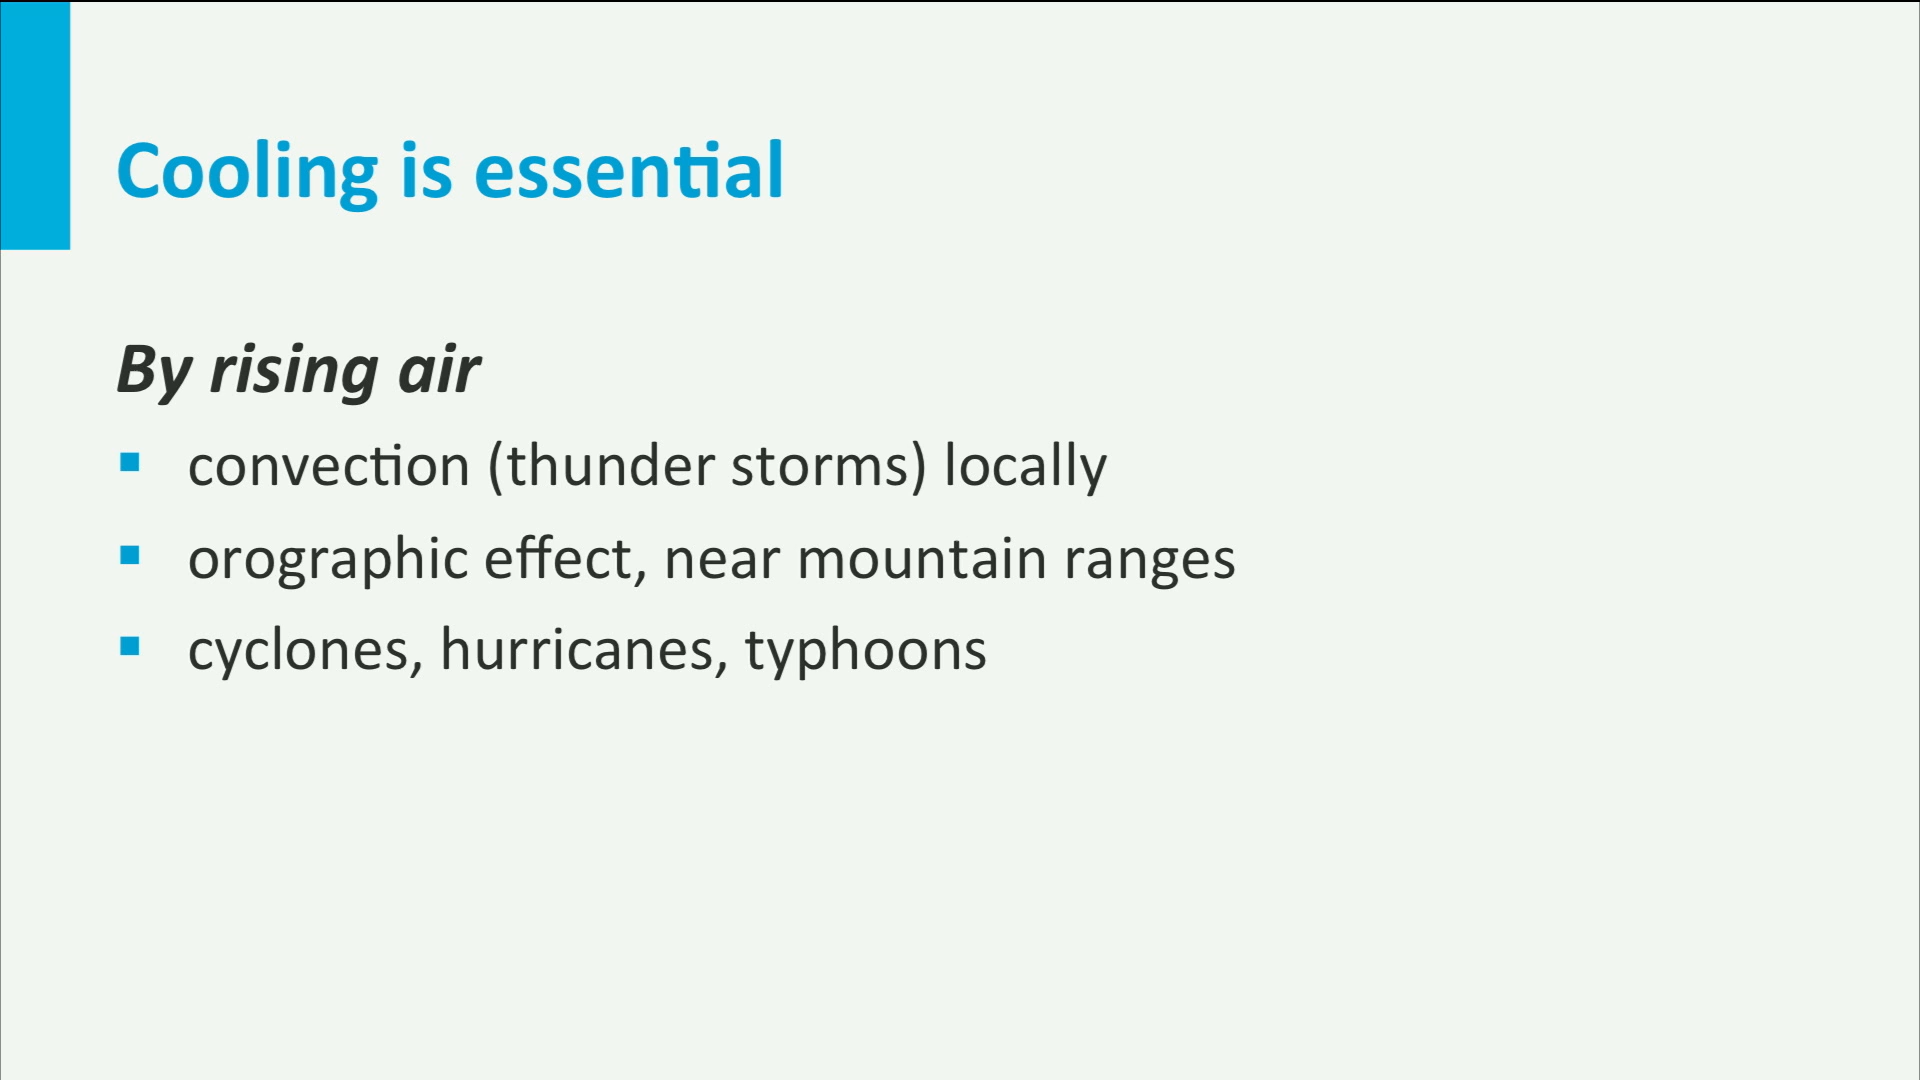 Cooling is essential
By rising air
▪ convection (thunder storms) locally
▪ orographic effect, near mountain ranges
▪ cyclones, hurricanes, typhoons